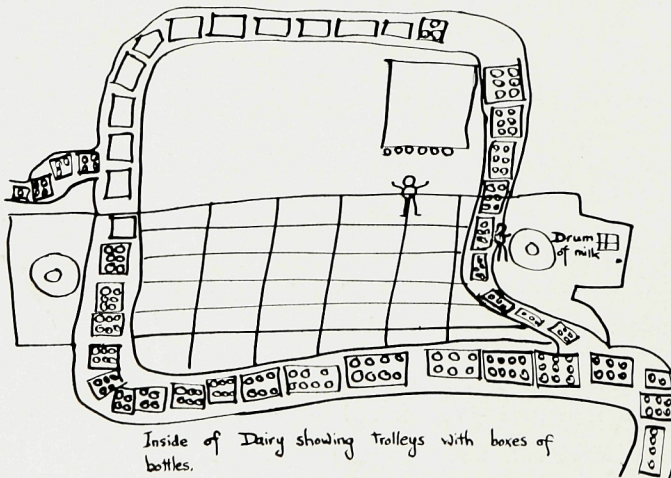 Drum
of milk
Inside of Dairy showing trolleys with boxes of
bottles.